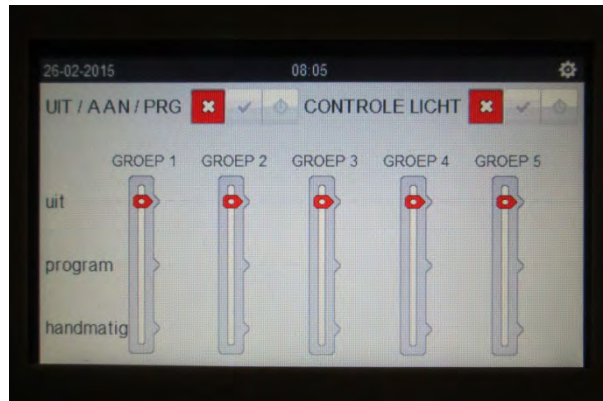 26-02-2015 08:05
UIT / AAN / PRG CONTROLE LICHT
GROEP 1 GROEP 2 GROEP 3 GROEP 4 GROEP 5
uit
program
handmatig